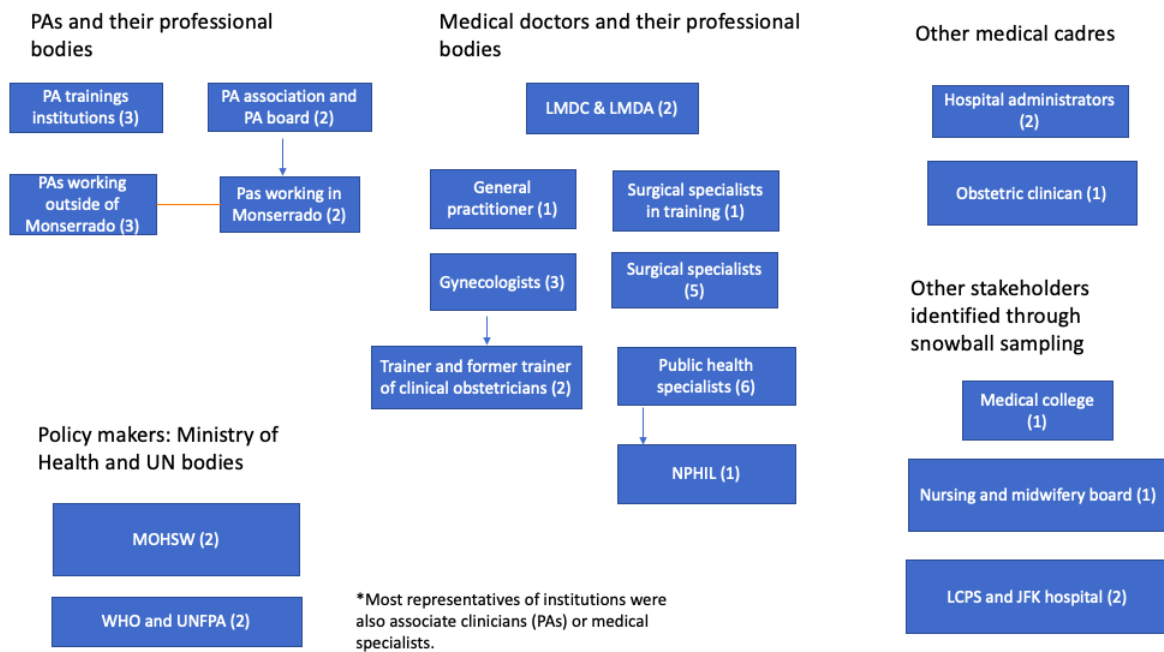 PAs and their professional
bodies
PA trainings
institutions (3)
PA association and
PA board (2)
PAs working
outside of
Monserrado (3)
Pas working in
Monserrado (2)
Medical doctors and their professional
bodies
LMDC & LMDA (2)
General
practitioner (1)
Surgical specialists
in training (1)
Gynecologists (3)
Surgical specialists
(5)
Trainer and former trainer
of clinical obstetricians (2)
Public health
specialists (6)
NPHIL (1)
Other medical cadres
Hospital administrators
(2)
Obstetric clinican (1)
Other stakeholders
identified through
snowball sampling
Medical college
(1)
Nursing and midwifery board (1)
LCPS and JFK hospital (2)
Policy makers: Ministry of
Health and UN bodies
MOHSW (2)
WHO and UNFPA (2)
*Most representatives of institutions were
also associate clinicians (PAs) or medical
specialists.